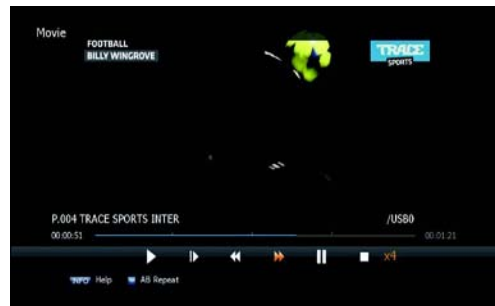 Movie
FOOTBALL
BILLY WINGROVE
TRACE
SPORTS
P.004 TRACE SPORTS INTER
/USB0
00:00:51
00:01:21
x4
INFO Help
AB Repeat